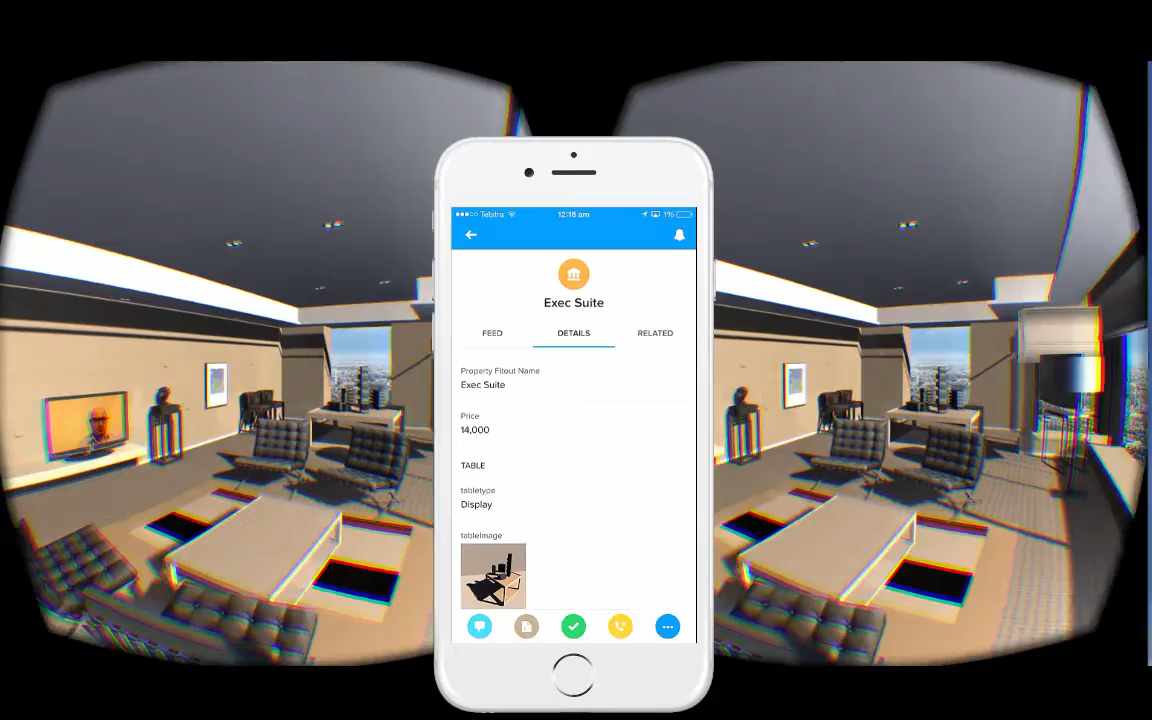 Telstra 12:18 am 1%
Exec Suite
FEED DETAILS RELATED
Property Fitout Name
Exec Suite
Price
14,000
TABLE
tabletype
Display
tableImage